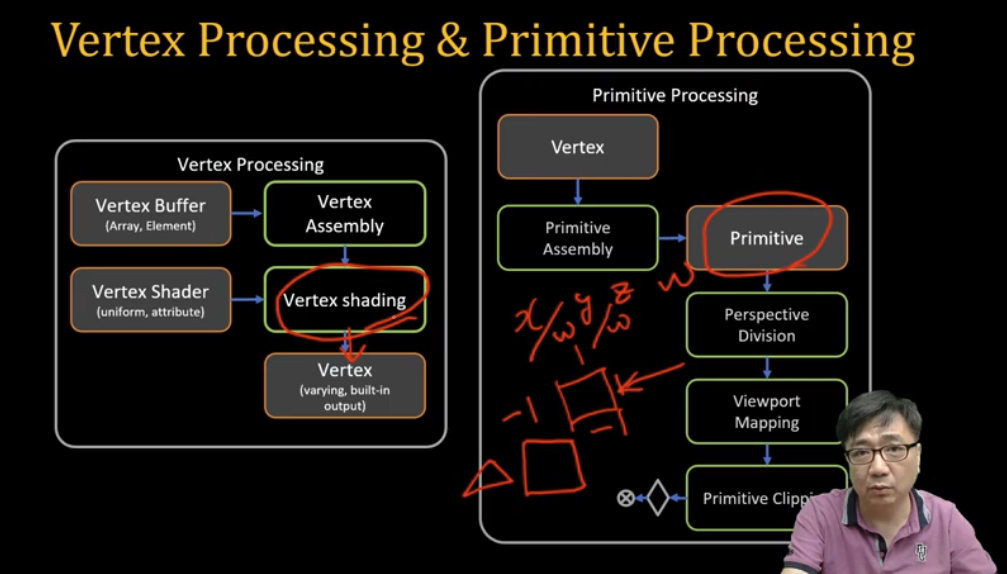 Vertex Processing & Primitive Processing
Vertex Processing
Vertex Buffer
(Array, Element)
Vertex
Assembly
Vertex Shader
(uniform, attribute)
Vertex shading
Vertex
(varying, built-in
output)
Primitive Processing
Vertex
Primitive
Assembly
Primitive
Perspective
Division
Viewport
Mapping
Primitive Clippi
x/w y/w z w
1
-1
-1